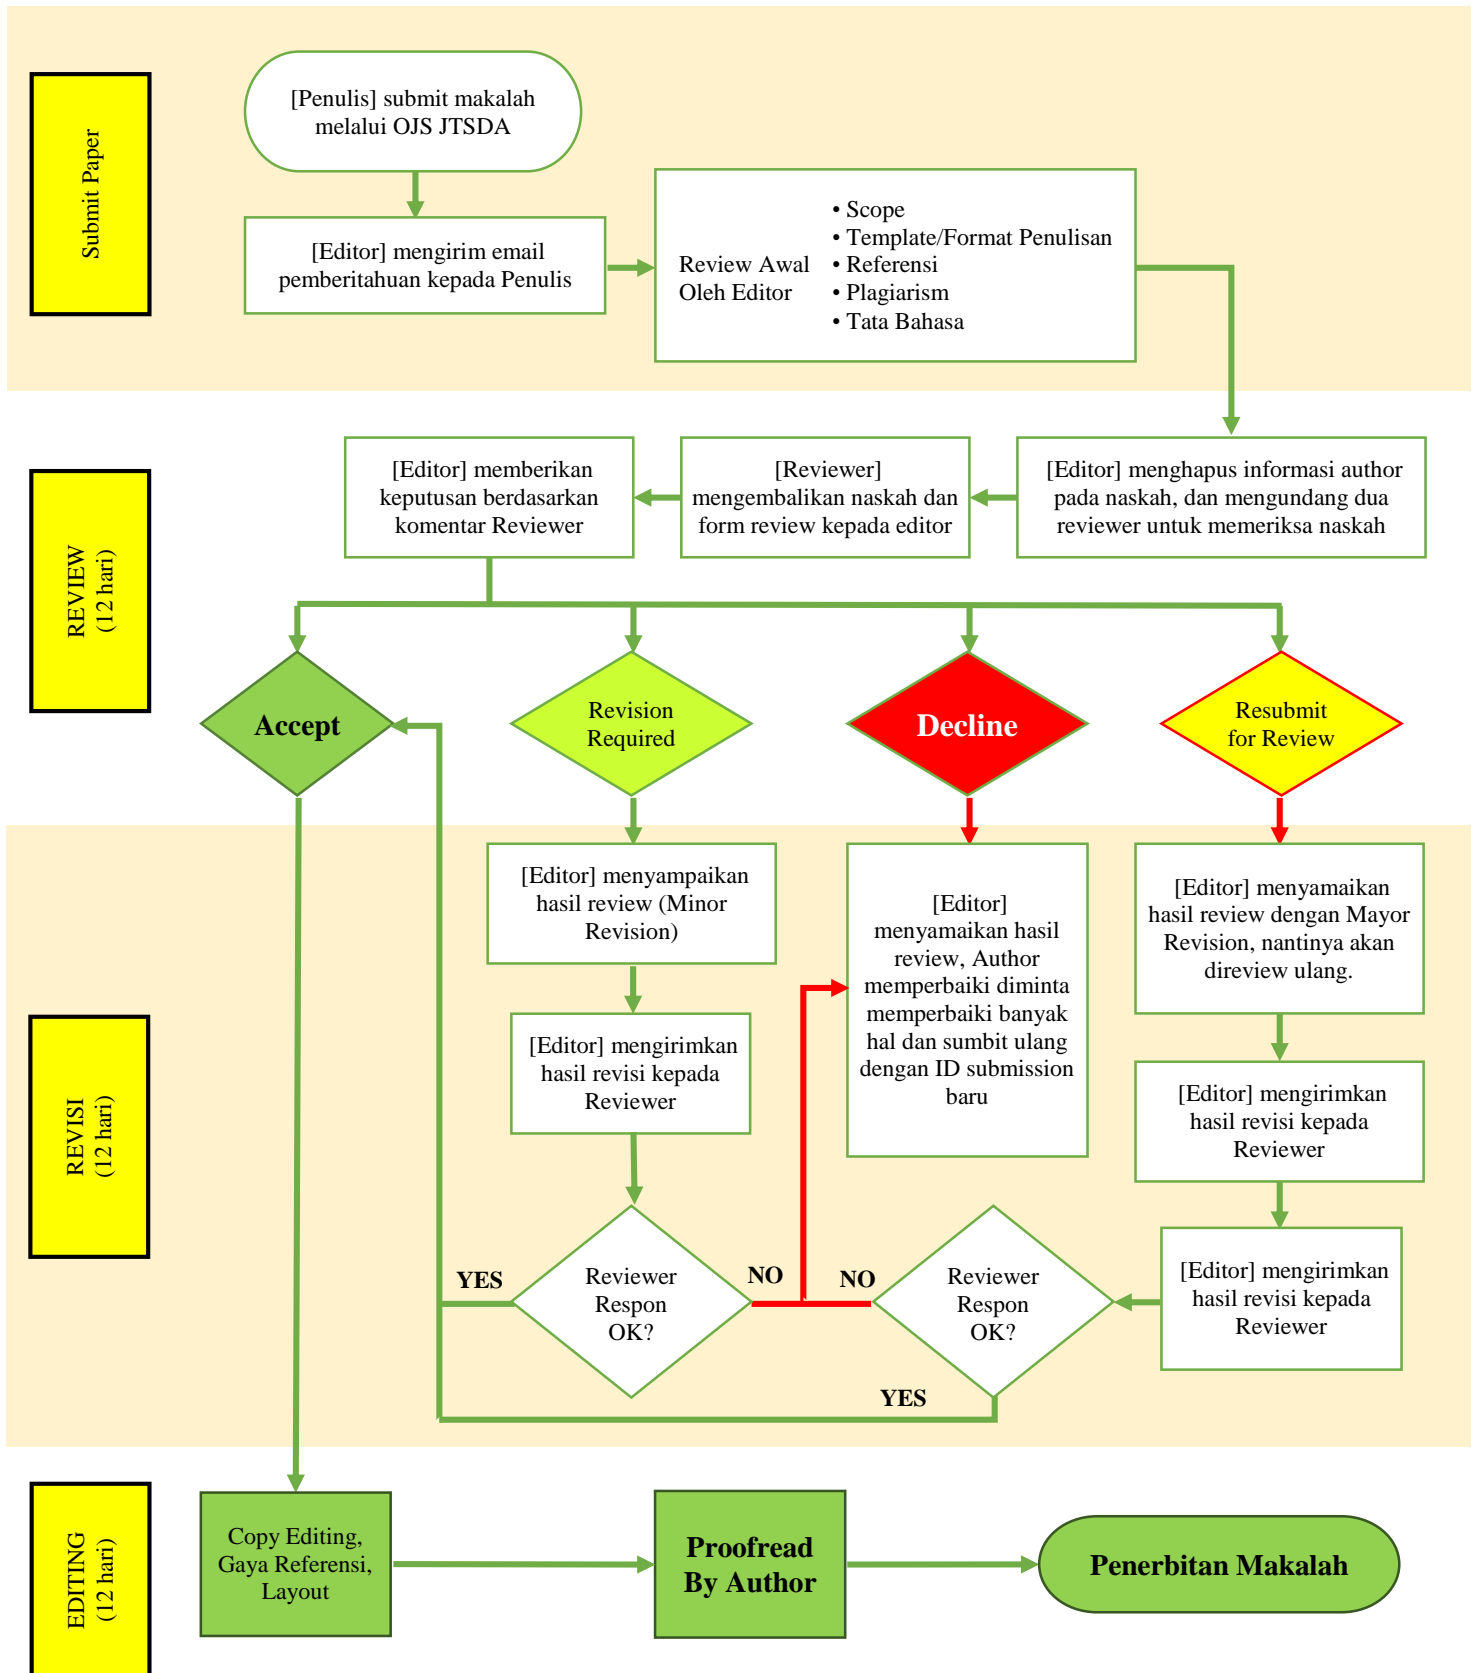 Submit Paper
[Penulis] submit makalah
melalui OJS JTSDA
[Editor] mengirim email
pemberitahuan kepada Penulis
Review Awal
Oleh Editor
• Scope
• Template/Format Penulisan
• Referensi
• Plagiarism
• Tata Bahasa
REVIEW
(12 hari)
[Editor] menghapus informasi author
pada naskah, dan mengundang dua
reviewer untuk memeriksa naskah
[Reviewer]
mengembalikan naskah dan
form review kepada editor
[Editor] memberikan
keputusan berdasarkan
komentar Reviewer
Accept
Revision
Required
Decline
Resubmit
for Review
REVISI
(12 hari)
[Editor] menyampaikan
hasil review (Minor
Revision)
[Editor] mengirimkan
hasil revisi kepada
Reviewer
Reviewer
Respon
OK?
YES
NO
[Editor]
menyamaikan hasil
review, Author
memperbaiki diminta
memperbaiki banyak
hal dan sumbit ulang
dengan ID submission
baru
[Editor] menyamaikan
hasil review dengan Mayor
Revision, nantinya akan
direview ulang.
[Editor] mengirimkan
hasil revisi kepada
Reviewer
[Editor] mengirimkan
hasil revisi kepada
Reviewer
Reviewer
Respon
OK?
NO
YES
EDITING
(12 hari)
Copy Editing,
Gaya Referensi,
Layout
Proofread
By Author
Penerbitan Makalah